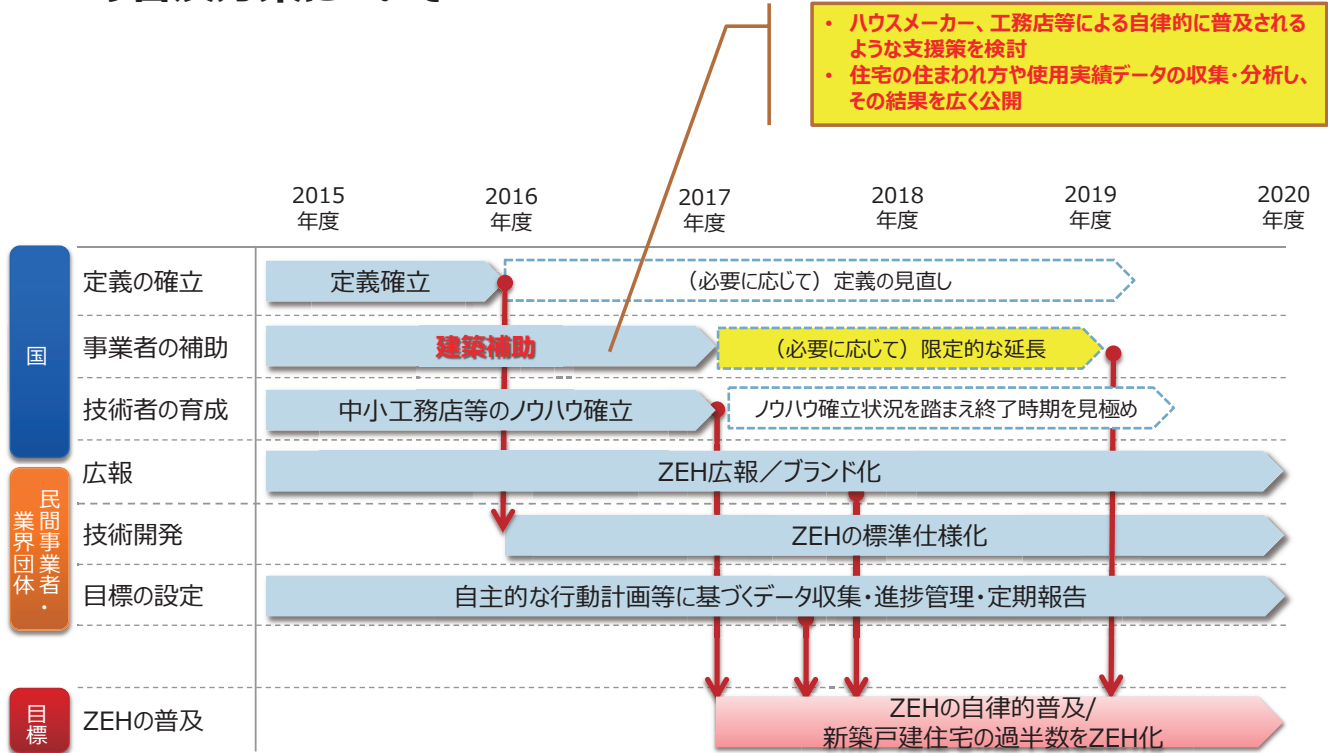 • ハウスメーカー、工務店等による自律的に普及される
ような支援策を検討
• 住宅の住まわれ方や使用実績データの収集・分析し、
その結果を広く公開
2015
年度
2016
年度
2017
年度
2018
年度
2019
年度
2020
年度
国
定義の確立
定義確立
（必要に応じて）定義の見直し
事業者の補助
建築補助
（必要に応じて）限定的な延長
技術者の育成
中小工務店等のノウハウ確立
ノウハウ確立状況を踏まえ終了時期を見極め
民間事業者・
業界団体
広報
ZEH広報／ブランド化
技術開発
ZEHの標準仕様化
目標の設定
自主的な行動計画等に基づくデータ収集・進捗管理・定期報告
目標
ZEHの普及
ZEHの自律的普及/
新築戸建住宅の過半数をZEH化